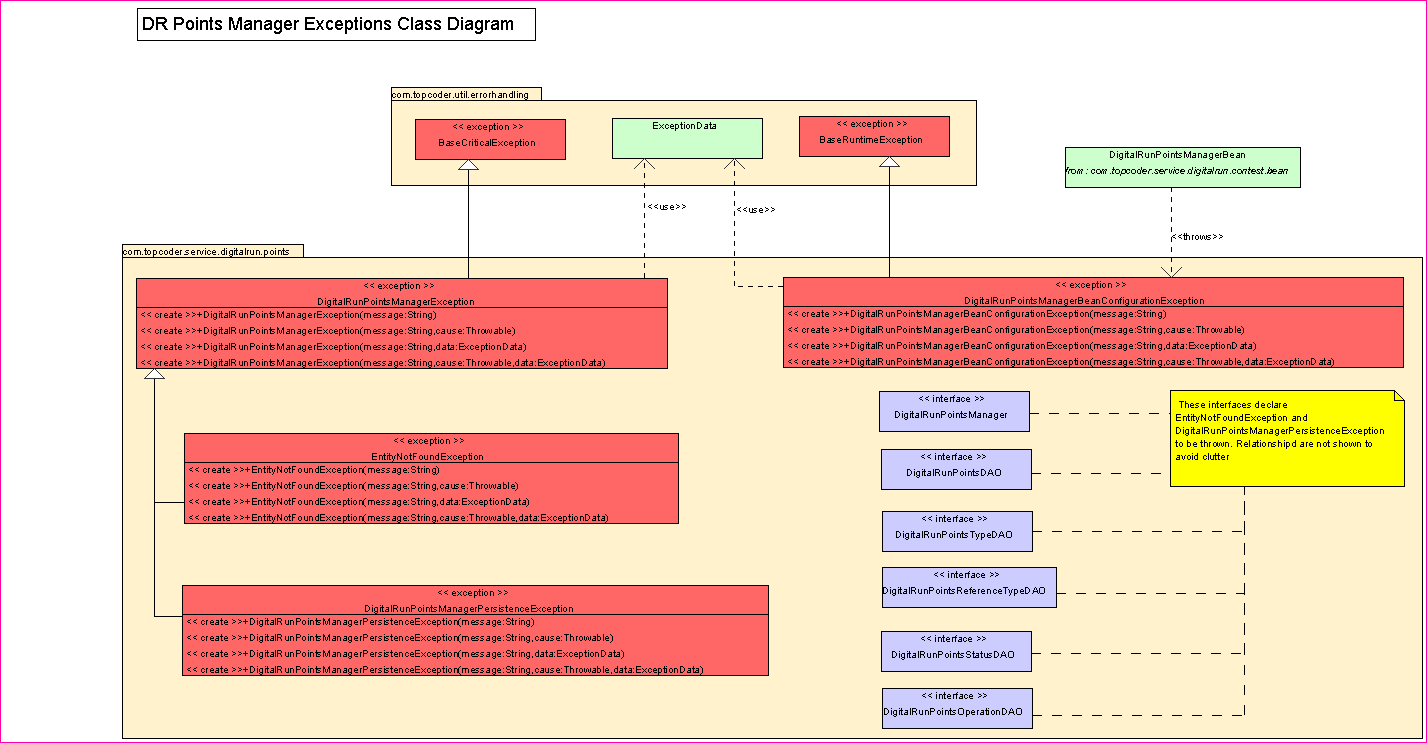 DR Points Manager Exceptions Class Diagram
com.topcoder.util.errorhandling
<< exception >>
BaseCriticalException
ExceptionData
<< exception >>
BaseRuntimeException
DigitalRunPointsManagerBean
from : com.topcoder.service.digitalrun.contest.bean
<<use>>
<<use>>
<<throws>>
com.topcoder.service.digitalrun.points
<< exception >>
DigitalRunPointsManagerException
<< create >>+DigitalRunPointsManagerException(message:String)
<< create >>+DigitalRunPointsManagerException(message:String,cause:Throwable)
<< create >>+DigitalRunPointsManagerException(message:String,data:ExceptionData)
<< create >>+DigitalRunPointsManagerException(message:String,cause:Throwable,data:ExceptionData)
<< exception >>
DigitalRunPointsManagerBeanConfigurationException
<< create >>+DigitalRunPointsManagerBeanConfigurationException(message:String)
<< create >>+DigitalRunPointsManagerBeanConfigurationException(message:String,cause:Throwable)
<< create >>+DigitalRunPointsManagerBeanConfigurationException(message:String,data:ExceptionData)
<< create >>+DigitalRunPointsManagerBeanConfigurationException(message:String,cause:Throwable,data:ExceptionData)
<< exception >>
EntityNotFoundException
<< create >>+EntityNotFoundException(message:String)
<< create >>+EntityNotFoundException(message:String,cause:Throwable)
<< create >>+EntityNotFoundException(message:String,data:ExceptionData)
<< create >>+EntityNotFoundException(message:String,cause:Throwable,data:ExceptionData)
<< exception >>
DigitalRunPointsManagerPersistenceException
<< create >>+DigitalRunPointsManagerPersistenceException(message:String)
<< create >>+DigitalRunPointsManagerPersistenceException(message:String,cause:Throwable)
<< create >>+DigitalRunPointsManagerPersistenceException(message:String,data:ExceptionData)
<< create >>+DigitalRunPointsManagerPersistenceException(message:String,cause:Throwable,data:ExceptionData)
<< interface >>
DigitalRunPointsManager
<< interface >>
DigitalRunPointsDAO
<< interface >>
DigitalRunPointsTypeDAO
<< interface >>
DigitalRunPointsReferenceTypeDAO
<< interface >>
DigitalRunPointsStatusDAO
<< interface >>
DigitalRunPointsOperationDAO
These interfaces declare
EntityNotFoundException and
DigitalRunPointsManagerPersistenceException
to be thrown. Relationshipd are not shown to
avoid clutter